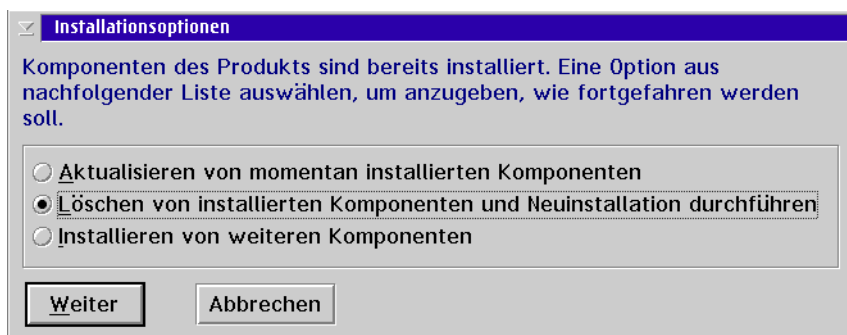 Installationsoptionen
Komponenten des Produkts sind bereits installiert. Eine Option aus
nachfolgender Liste auswählen, um anzugeben, wie fortgefahren werden
soll.
Aktualisieren von momentan installierten Komponenten
Löschen von installierten Komponenten und Neuinstallation durchführen
Installieren von weiteren Komponenten
Weiter Abbrechen